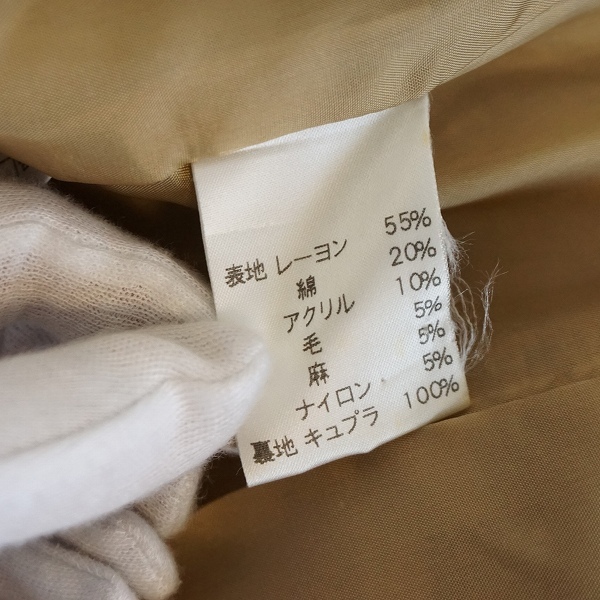 表地 レーヨン 55%
綿 20%
アクリル 10%
毛 5%
麻 5%
ナイロン 5%
裏地 キュプラ 100%